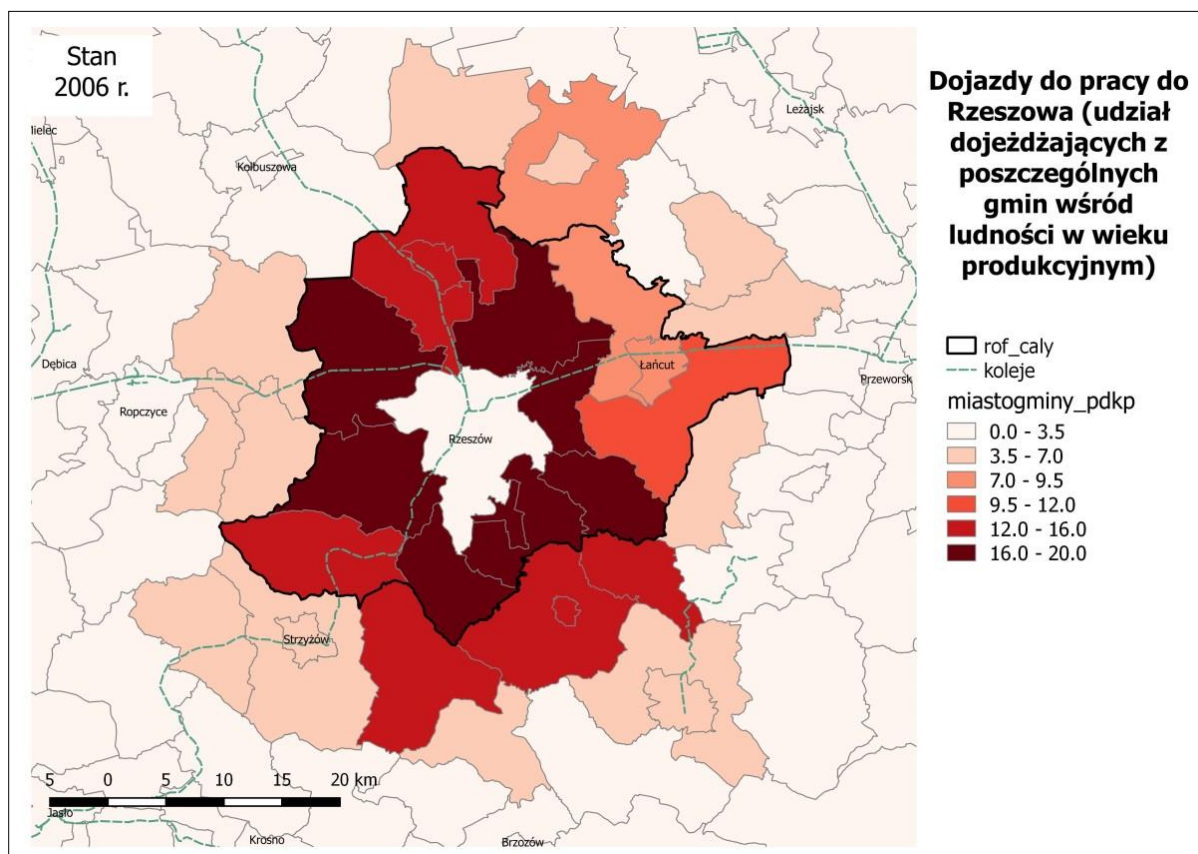 Stan
2006 r.
Dojazdy do pracy do
Rzeszowa (udział
dojeżdżających z
poszczególnych
gmin wśród
ludności w wieku
produkcyjnym)
rof_caly
koleje
miastogminy_pdkp
0.0 - 3.5
3.5 - 7.0
7.0 - 9.5
9.5 - 12.0
12.0 - 16.0
16.0 - 20.0
Leżajsk
Mielec
Kolbuszowa
Dębica
Łańcut
Przeworsk
Ropczyce
Rzeszów
Strzyżów
5 0 5 10 15 20 km
Jasło
Krosno
Brzozów